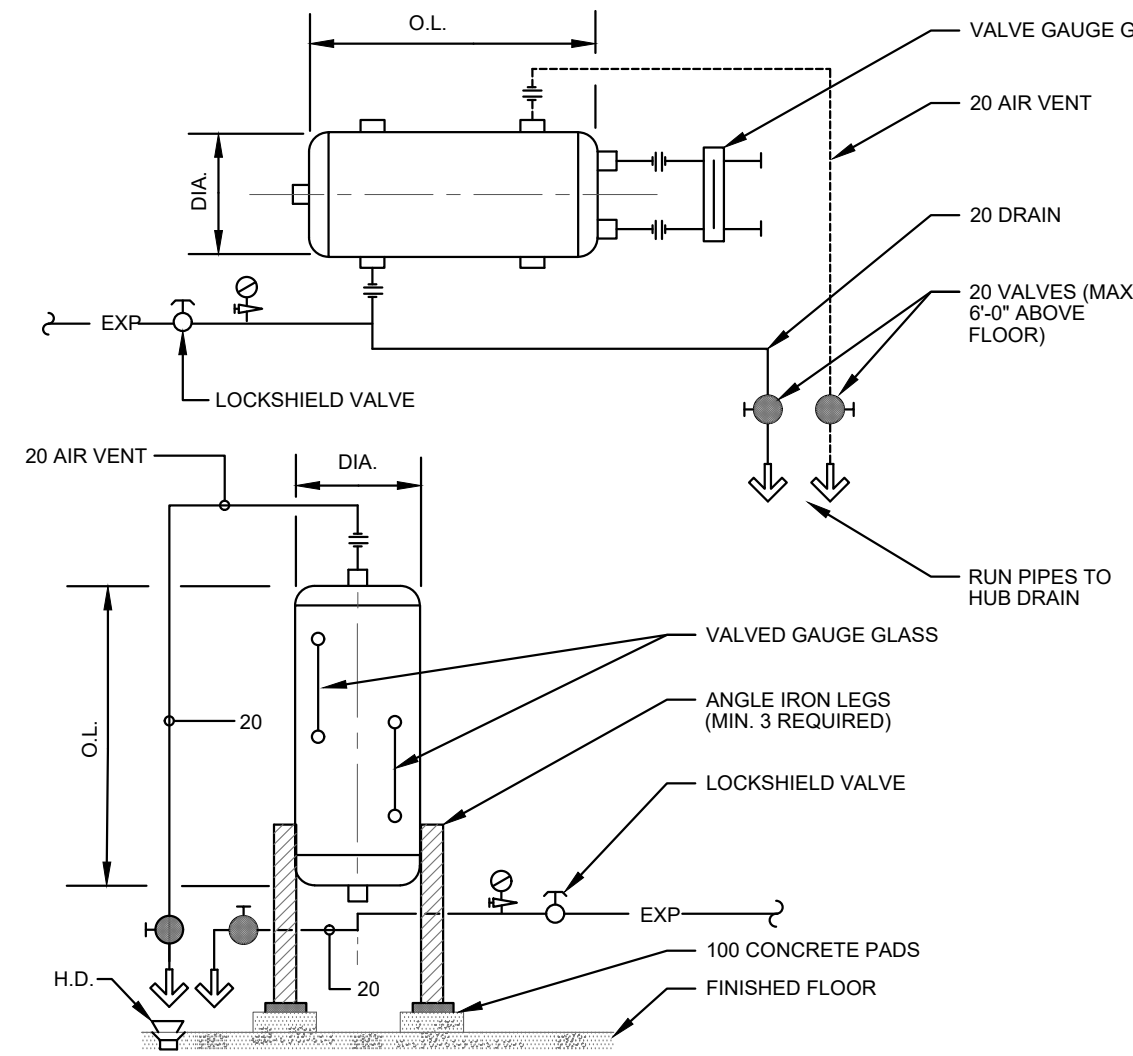 O.L.
VALVE GAUGE G
20 AIR VENT
DIA.
20 DRAIN
20 VALVES (MAX
6'-0" ABOVE
FLOOR)
EXP
LOCKSHIELD VALVE
20 AIR VENT
DIA.
RUN PIPES TO
HUB DRAIN
VALVED GAUGE GLASS
ANGLE IRON LEGS
(MIN. 3 REQUIRED)
20
O.L.
LOCKSHIELD VALVE
EXP
100 CONCRETE PADS
H.D.
20
FINISHED FLOOR